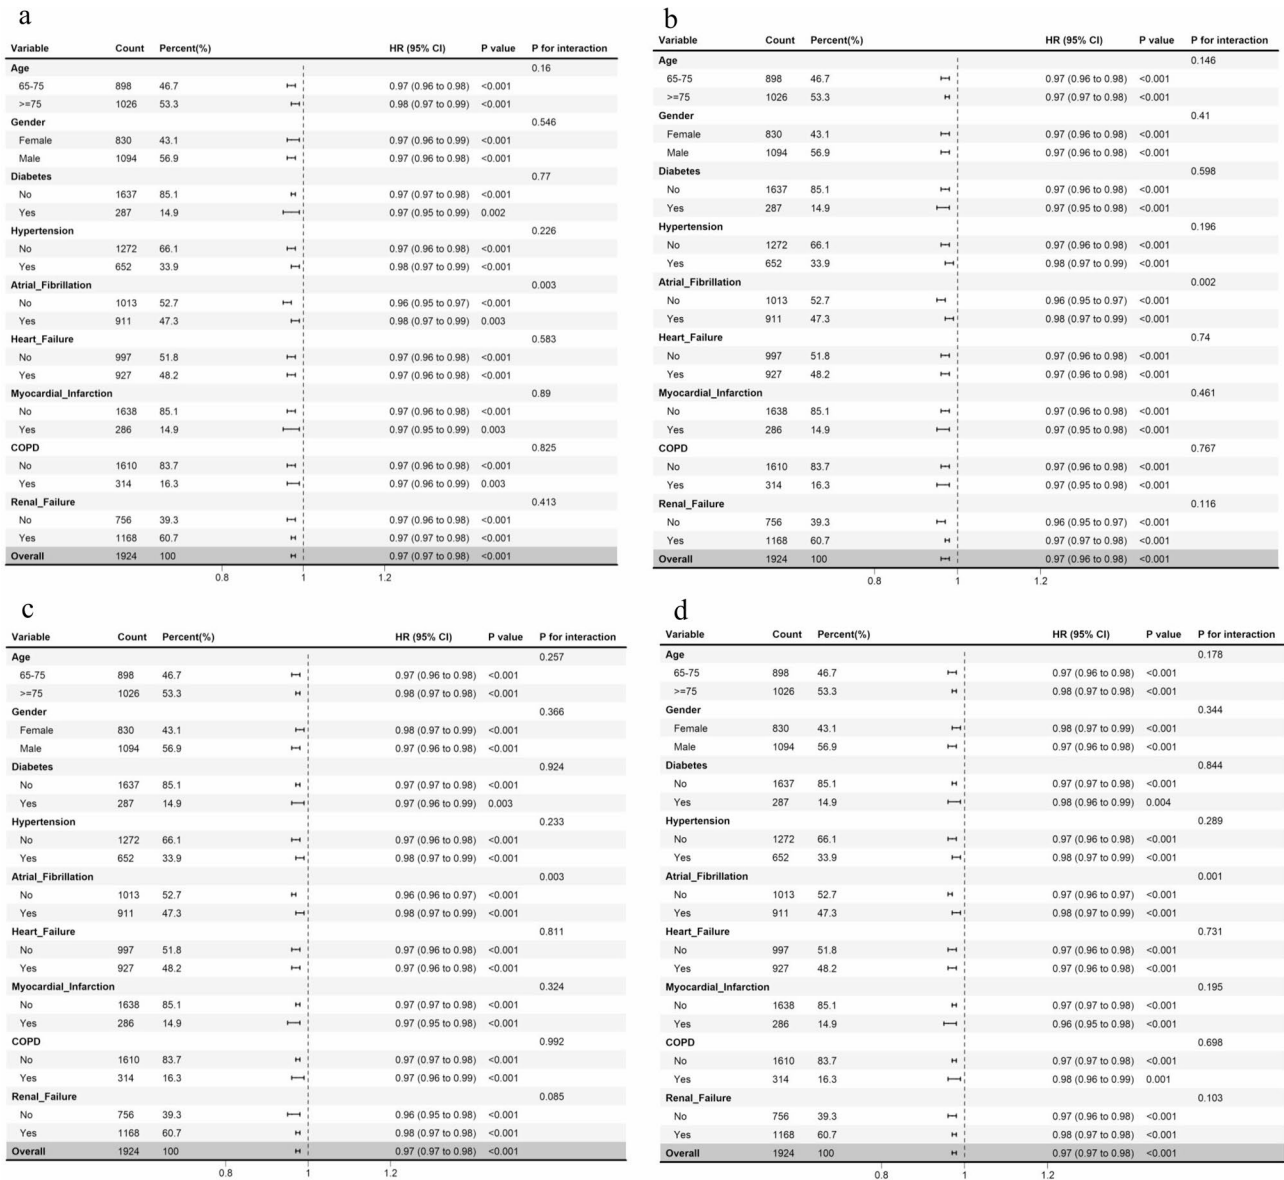 a
Variable Count Percent(%) HR (95% CI) P value P for interaction
Age 0.16
65-75 898 46.7 0.97 (0.96 to 0.98) <0.001
>=75 1026 53.3 0.98 (0.97 to 0.99) <0.001
Gender 0.546
Female 830 43.1 0.97 (0.96 to 0.99) <0.001
Male 1094 56.9 0.97 (0.96 to 0.98) <0.001
Diabetes 0.77
No 1637 85.1 0.97 (0.97 to 0.98) <0.001
Yes 287 14.9 0.97 (0.95 to 0.99) 0.002
Hypertension 0.226
No 1272 66.1 0.97 (0.96 to 0.98) <0.001
Yes 652 33.9 0.98 (0.97 to 0.99) <0.001
Atrial_Fibrillation 0.003
No 1013 52.7 0.96 (0.95 to 0.97) <0.001
Yes 911 47.3 0.98 (0.97 to 0.99) 0.003
Heart_Failure 0.583
No 997 51.8 0.97 (0.96 to 0.98) <0.001
Yes 927 48.2 0.97 (0.96 to 0.98) <0.001
Myocardial_Infarction 0.89
No 1638 85.1 0.97 (0.96 to 0.98) <0.001
Yes 286 14.9 0.97 (0.95 to 0.99) 0.003
COPD 0.825
No 1610 83.7 0.97 (0.96 to 0.98) <0.001
Yes 314 16.3 0.97 (0.96 to 0.99) 0.003
Renal_Failure 0.413
No 756 39.3 0.97 (0.96 to 0.98) <0.001
Yes 1168 60.7 0.97 (0.97 to 0.98) <0.001
Overall 1924 100 0.97 (0.97 to 0.98) <0.001
0.8 1 1.2
b
Variable Count Percent(%) HR (95% CI) P value P for interaction
Age 0.146
65-75 898 46.7 0.97 (0.96 to 0.98) <0.001
>=75 1026 53.3 0.97 (0.97 to 0.98) <0.001
Gender 0.41
Female 830 43.1 0.97 (0.96 to 0.98) <0.001
Male 1094 56.9 0.97 (0.96 to 0.98) <0.001
Diabetes 0.598
No 1637 85.1 0.97 (0.96 to 0.98) <0.001
Yes 287 14.9 0.97 (0.95 to 0.98) <0.001
Hypertension 0.196
No 1272 66.1 0.97 (0.96 to 0.98) <0.001
Yes 652 33.9 0.98 (0.97 to 0.99) <0.001
Atrial_Fibrillation 0.002
No 1013 52.7 0.96 (0.95 to 0.97) <0.001
Yes 911 47.3 0.98 (0.97 to 0.99) <0.001
Heart_Failure 0.74
No 997 51.8 0.97 (0.96 to 0.98) <0.001
Yes 927 48.2 0.97 (0.96 to 0.98) <0.001
Myocardial_Infarction 0.461
No 1638 85.1 0.97 (0.96 to 0.98) <0.001
Yes 286 14.9 0.97 (0.95 to 0.98) <0.001
COPD 0.767
No 1610 83.7 0.97 (0.96 to 0.98) <0.001
Yes 314 16.3 0.97 (0.95 to 0.98) <0.001
Renal_Failure 0.116
No 756 39.3 0.96 (0.95 to 0.97) <0.001
Yes 1168 60.7 0.97 (0.97 to 0.98) <0.001
Overall 1924 100 0.97 (0.96 to 0.98) <0.001
0.8 1 1.2
c
Variable Count Percent(%) HR (95% CI) P value P for interaction
Age 0.257
65-75 898 46.7 0.97 (0.96 to 0.98) <0.001
>=75 1026 53.3 0.98 (0.97 to 0.98) <0.001
Gender 0.366
Female 830 43.1 0.98 (0.97 to 0.99) <0.001
Male 1094 56.9 0.97 (0.96 to 0.98) <0.001
Diabetes 0.924
No 1637 85.1 0.97 (0.97 to 0.98) <0.001
Yes 287 14.9 0.97 (0.96 to 0.99) 0.003
Hypertension 0.233
No 1272 66.1 0.97 (0.96 to 0.98) <0.001
Yes 652 33.9 0.98 (0.97 to 0.99) <0.001
Atrial_Fibrillation 0.003
No 1013 52.7 0.96 (0.96 to 0.97) <0.001
Yes 911 47.3 0.98 (0.97 to 0.99) <0.001
Heart_Failure 0.811
No 997 51.8 0.97 (0.96 to 0.98) <0.001
Yes 927 48.2 0.97 (0.96 to 0.98) <0.001
Myocardial_Infarction 0.324
No 1638 85.1 0.97 (0.97 to 0.98) <0.001
Yes 286 14.9 0.97 (0.95 to 0.98) <0.001
COPD 0.992
No 1610 83.7 0.97 (0.97 to 0.98) <0.001
Yes 314 16.3 0.97 (0.96 to 0.99) <0.001
Renal_Failure 0.085
No 756 39.3 0.96 (0.95 to 0.98) <0.001
Yes 1168 60.7 0.98 (0.97 to 0.98) <0.001
Overall 1924 100 0.97 (0.97 to 0.98) <0.001
0.8 1 1.2
d
Variable Count Percent(%) HR (95% CI) P value P for interaction
Age 0.178
65-75 898 46.7 0.97 (0.96 to 0.98) <0.001
>=75 1026 53.3 0.98 (0.97 to 0.98) <0.001
Gender 0.344
Female 830 43.1 0.98 (0.97 to 0.99) <0.001
Male 1094 56.9 0.97 (0.96 to 0.98) <0.001
Diabetes 0.844
No 1637 85.1 0.97 (0.97 to 0.98) <0.001
Yes 287 14.9 0.98 (0.96 to 0.99) 0.004
Hypertension 0.289
No 1272 66.1 0.97 (0.96 to 0.98) <0.001
Yes 652 33.9 0.98 (0.97 to 0.99) <0.001
Atrial_Fibrillation 0.001
No 1013 52.7 0.97 (0.96 to 0.97) <0.001
Yes 911 47.3 0.98 (0.97 to 0.99) <0.001
Heart_Failure 0.731
No 997 51.8 0.97 (0.96 to 0.98) <0.001
Yes 927 48.2 0.97 (0.96 to 0.98) <0.001
Myocardial_Infarction 0.195
No 1638 85.1 0.97 (0.97 to 0.98) <0.001
Yes 286 14.9 0.96 (0.95 to 0.98) <0.001
COPD 0.698
No 1610 83.7 0.97 (0.97 to 0.98) <0.001
Yes 314 16.3 0.98 (0.96 to 0.99) 0.001
Renal_Failure 0.103
No 756 39.3 0.97 (0.96 to 0.98) <0.001
Yes 1168 60.7 0.98 (0.97 to 0.98) <0.001
Overall 1924 100 0.97 (0.97 to 0.98) <0.001
0.8 1 1.2